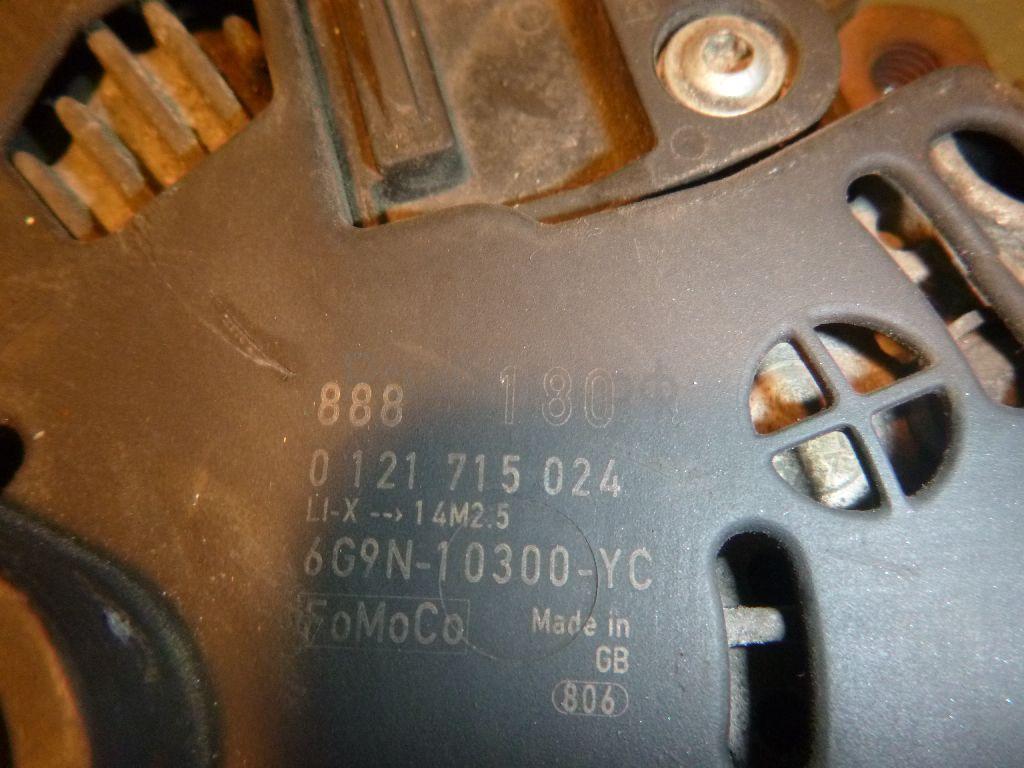 888 180
0 121 715 024
LI-X --> 14M2.5
6G9N-10300-YC
FoMoCo
Made in
GB
806